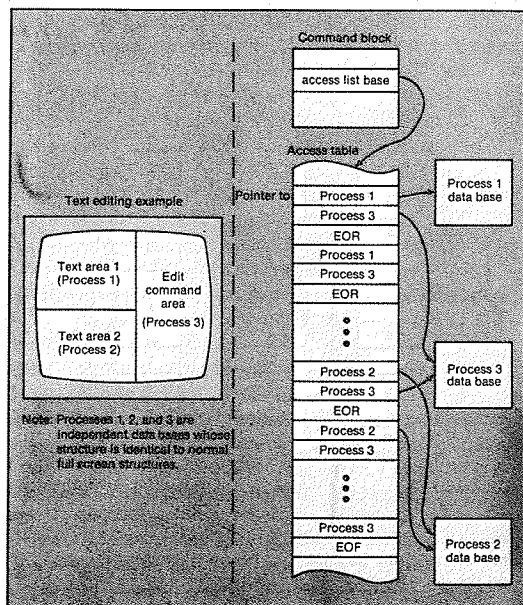 Command block
access list base
Access table
Pointer to
Process 1
Process 3
EOR
Process 1
Process 3
EOR
Process 2
Process 3
EOR
Process 2
Process 3
Process 3
EOF
Process 1
data base
Process 3
data base
Process 2
data base
Text editing example
Text area 1
(Process 1)
Text area 2
(Process 2)
Edit
command
area
(Process 3)
Note: Processes 1, 2, and 3 are
independent data bases whose
structure is identical to normal
full screen structures.